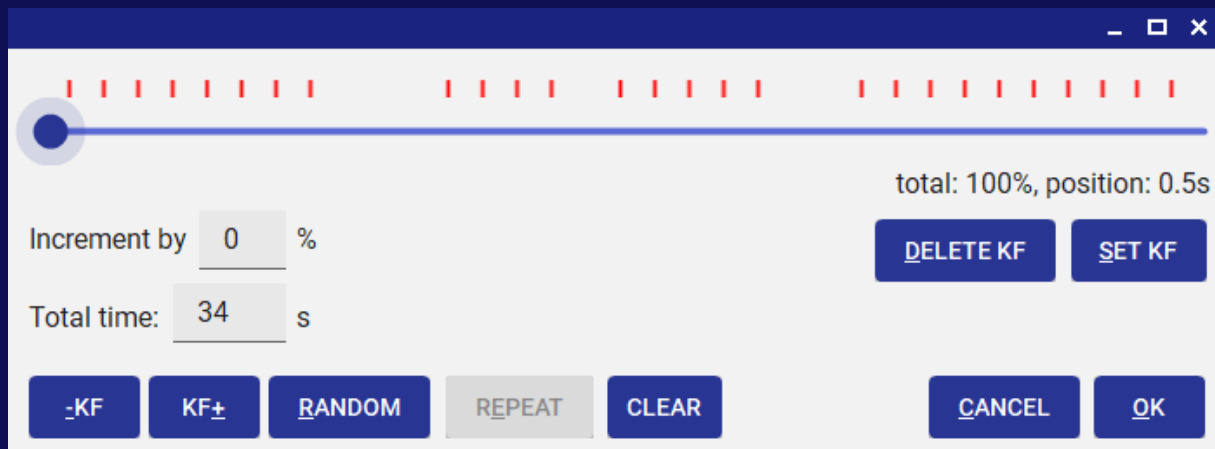 total: 100%, position: 0.5s
Increment by 0 %
DELETE KF SET KF
Total time: 34 s
-KF KF+ RANDOM REPEAT CLEAR CANCEL OK